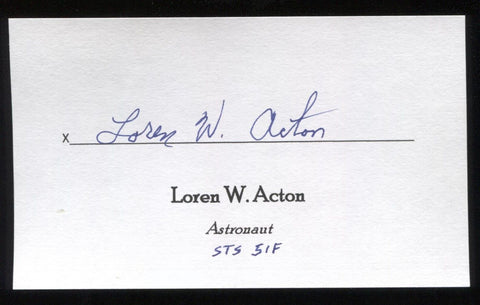 x Loren W. Acton
Loren W. Acton
Astronaut
STS 51F